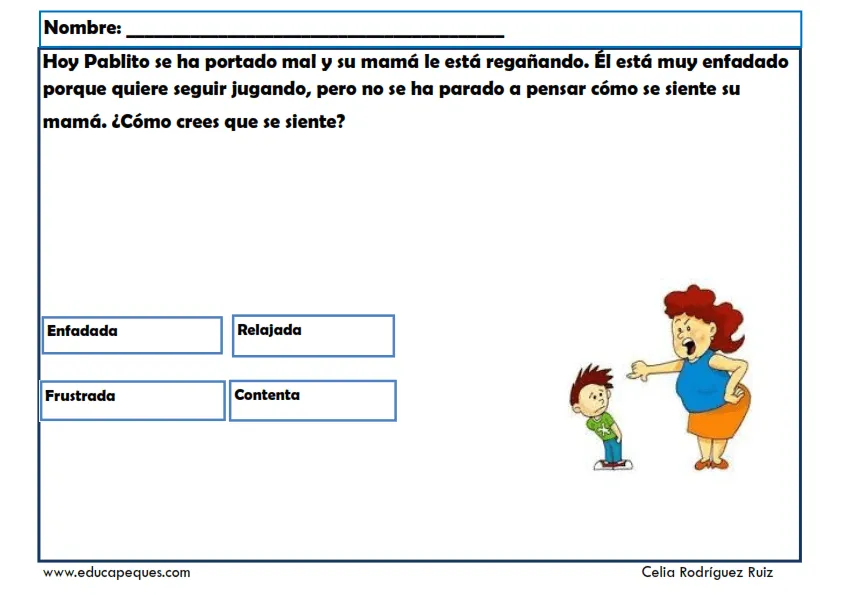 Nombre: ___________________________________
Hoy Pablito se ha portado mal y su mamá le está regañando. Él está muy enfadado
porque quiere seguir jugando, pero no se ha parado a pensar cómo se siente su
mamá. ¿Cómo crees que se siente?
Enfadada
Relajada
Frustrada
Contenta
www.educapeques.com
Celia Rodríguez Ruiz